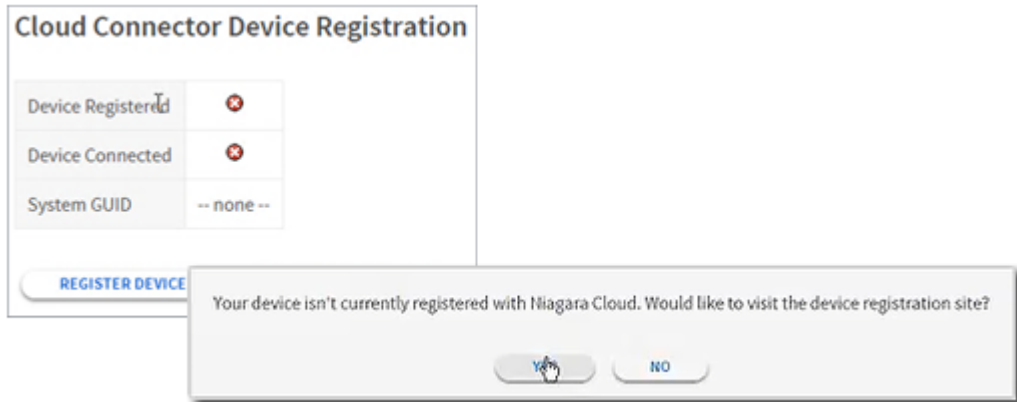 Cloud Connector Device Registration
Device Registered
Device Connected
System GUID -- none --
REGISTER DEVICE
Your device isn't currently registered with Niagara Cloud. Would like to visit the device registration site?
NO